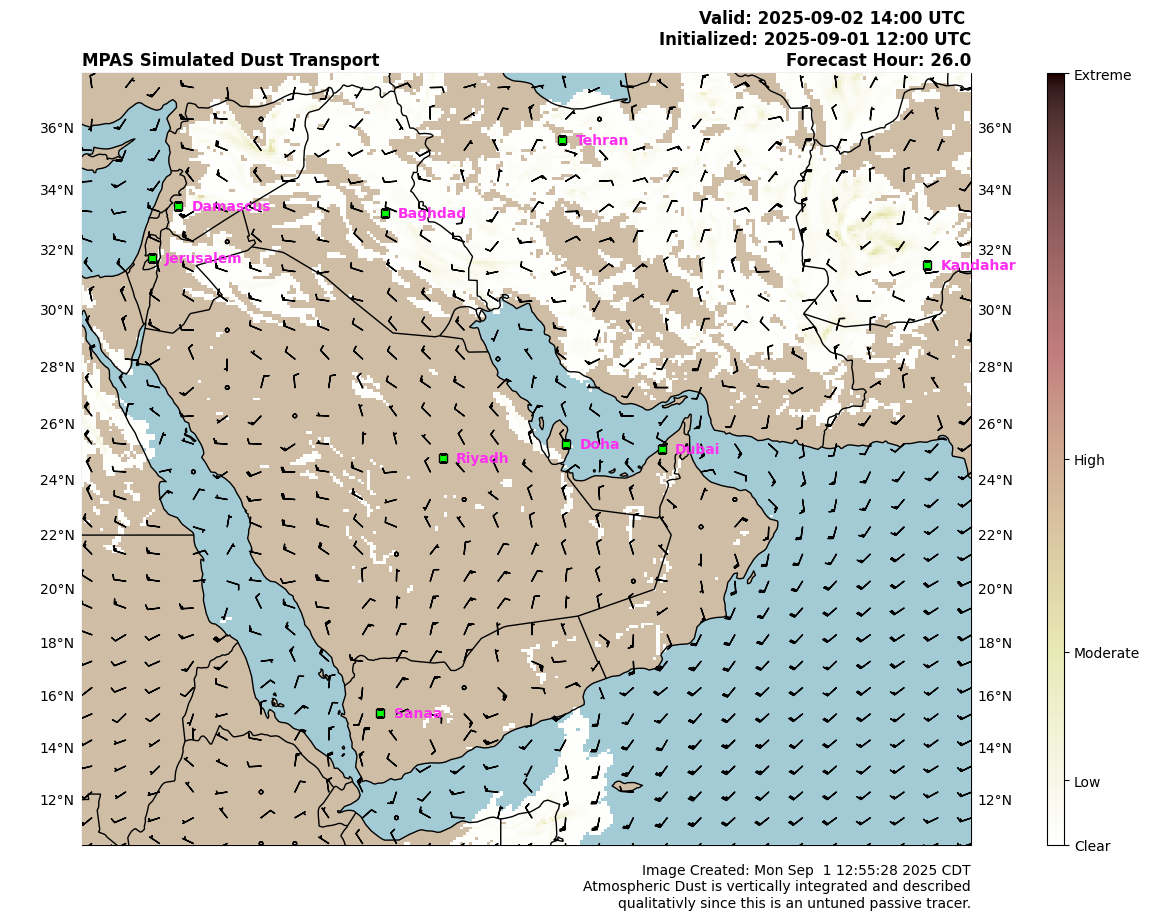 Valid: 2025-09-02 14:00 UTC
Initialized: 2025-09-01 12:00 UTC
MPAS Simulated Dust Transport Forecast Hour: 26.0
Extreme
36°N 36°N
Tehran
34°N 34°N
Damascus
Baghdad
32°N 32°N
Jerusalem
Kandahar
30°N 30°N
28°N 28°N
26°N 26°N
Doha
Dubai
Riyadh
High
24°N 24°N
22°N 22°N
20°N 20°N
18°N 18°N
Moderate
16°N 16°N
Sanaa
14°N 14°N
Low
12°N 12°N
Clear
Image Created: Mon Sep  1 12:55:28 2025 CDT
Atmospheric Dust is vertically integrated and described
qualitativly since this is an untuned passive tracer.